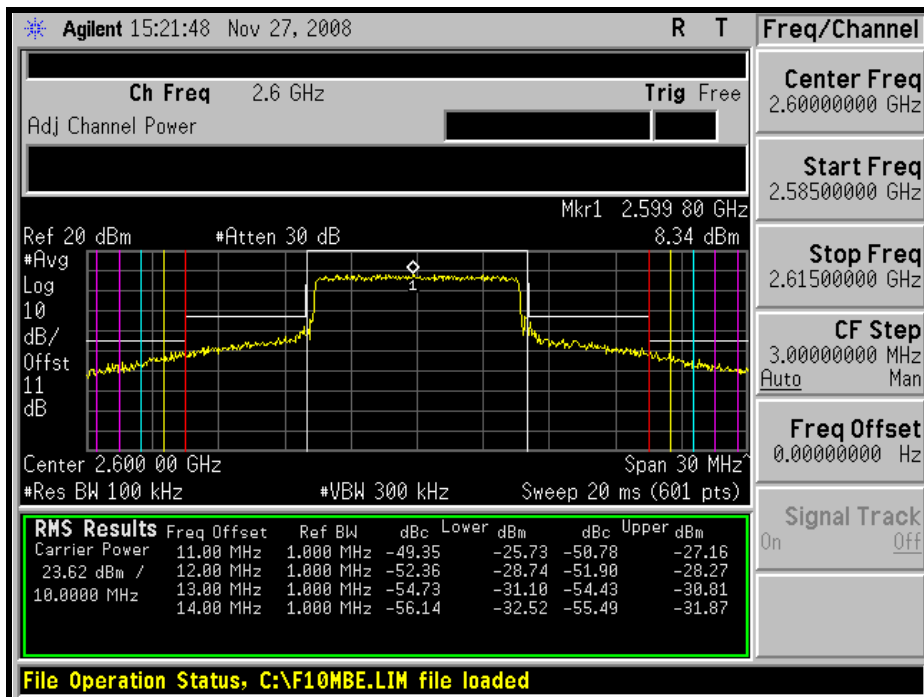 Agilent 15:21:48 Nov 27, 2008 R T
Freq/Channel
Ch Freq 2.6 GHz Trig Free
Adj Channel Power
Center Freq
2.60000000 GHz
Start Freq
2.58500000 GHz
Stop Freq
2.61500000 GHz
CF Step
3.00000000 MHz
Auto Man
Freq Offset
0.00000000 Hz
Signal Track
On Off
Mkr1 2.599 80 GHz
Ref 20 dBm #Atten 30 dB 8.34 dBm
#Avg
Log
10
dB/
Offst
11
dB
1
Center 2.600 00 GHz Span 30 MHz^
#Res BW 100 kHz #VBW 300 kHz Sweep 20 ms (601 pts)
RMS Results Freq Offset Ref BW dBc Lower dBm dBc Upper dBm
Carrier Power 11.00 MHz 1.000 MHz -49.35 -25.73 -50.78 -27.16
23.62 dBm / 12.00 MHz 1.000 MHz -52.36 -28.74 -51.90 -28.27
10.0000 MHz 13.00 MHz 1.000 MHz -54.73 -31.10 -54.43 -30.81
14.00 MHz 1.000 MHz -56.14 -32.52 -55.49 -31.87
File Operation Status, C:\F10MBE.LIM file loaded